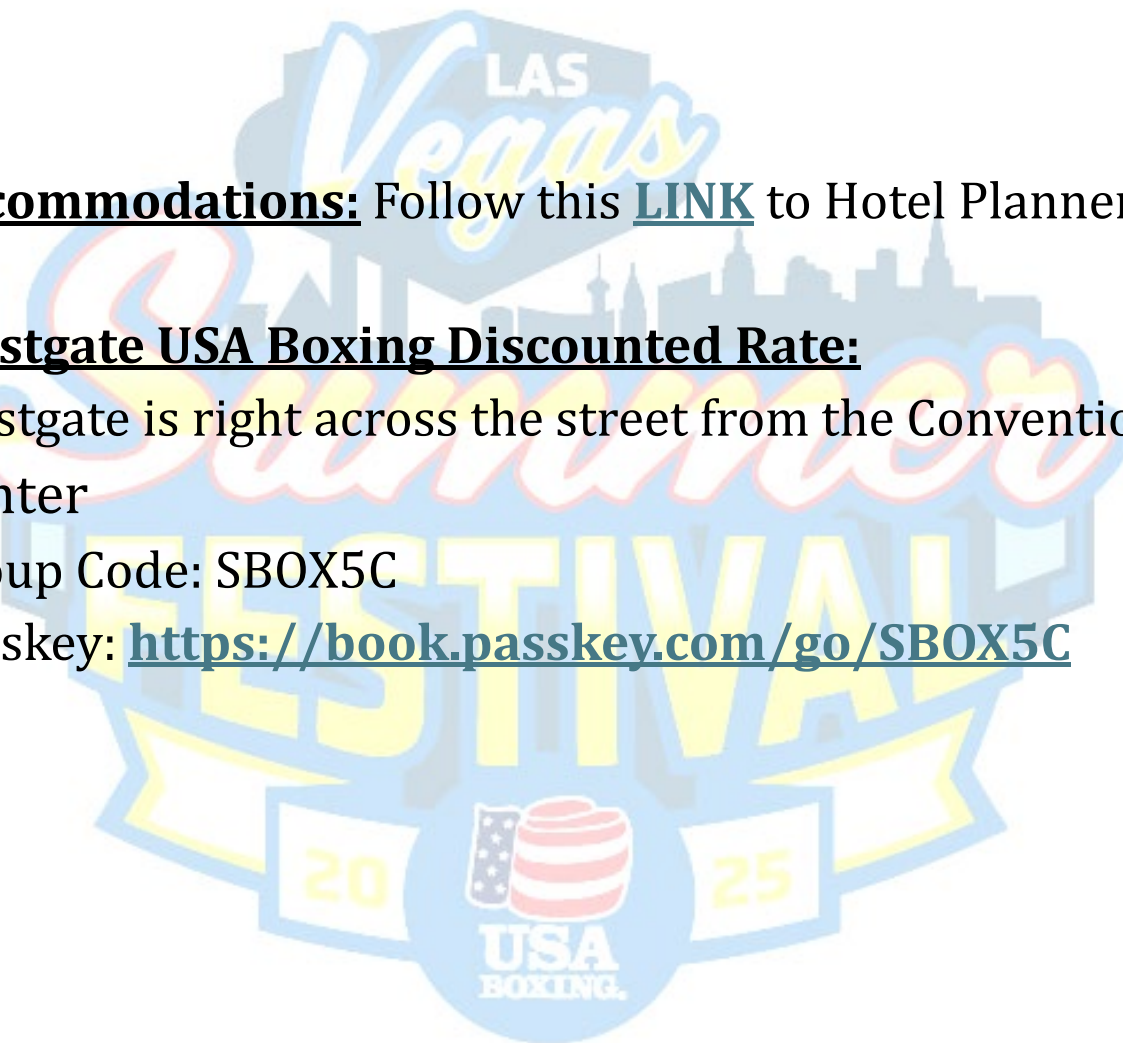 LAS
Vegas
commodations: Follow this LINK to Hotel Planner
Summer
stgate USA Boxing Discounted Rate:
stgate is right across the street from the Conventio
nter
FESTIVAL
oup Code: SBOX5C
skey: https://book.passkey.com/go/SBOX5C
20 25
USA
BOXING.